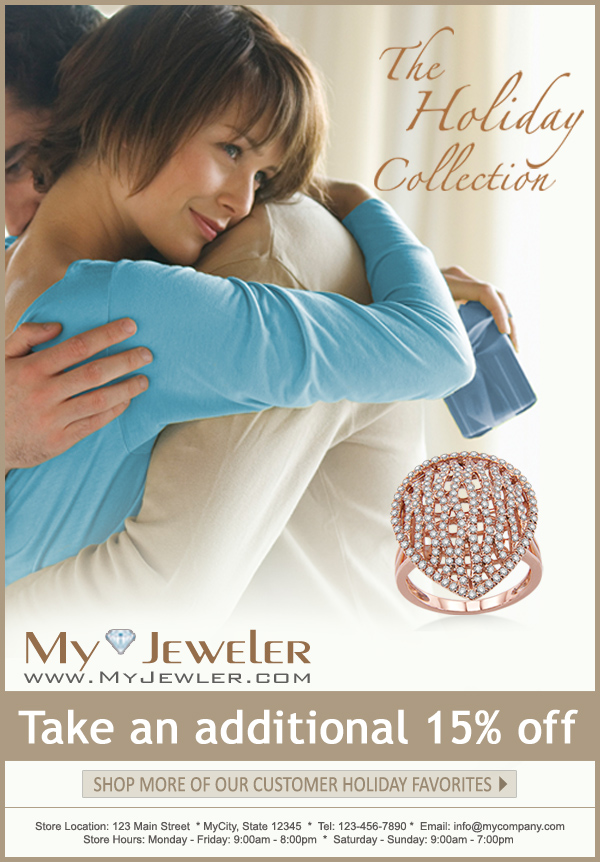 The
Holiday
Collection
My Jeweler
www.MyJewler.com
Take an additional 15% off
SHOP MORE OF OUR CUSTOMER HOLIDAY FAVORITES
Store Location: 123 Main Street * MyCity, State 12345 * Tel: 123-456-7890 * Email: info@mycompany.com
Store Hours: Monday - Friday: 9:00am - 8:00pm * Saturday - Sunday: 9:00am - 7:00pm